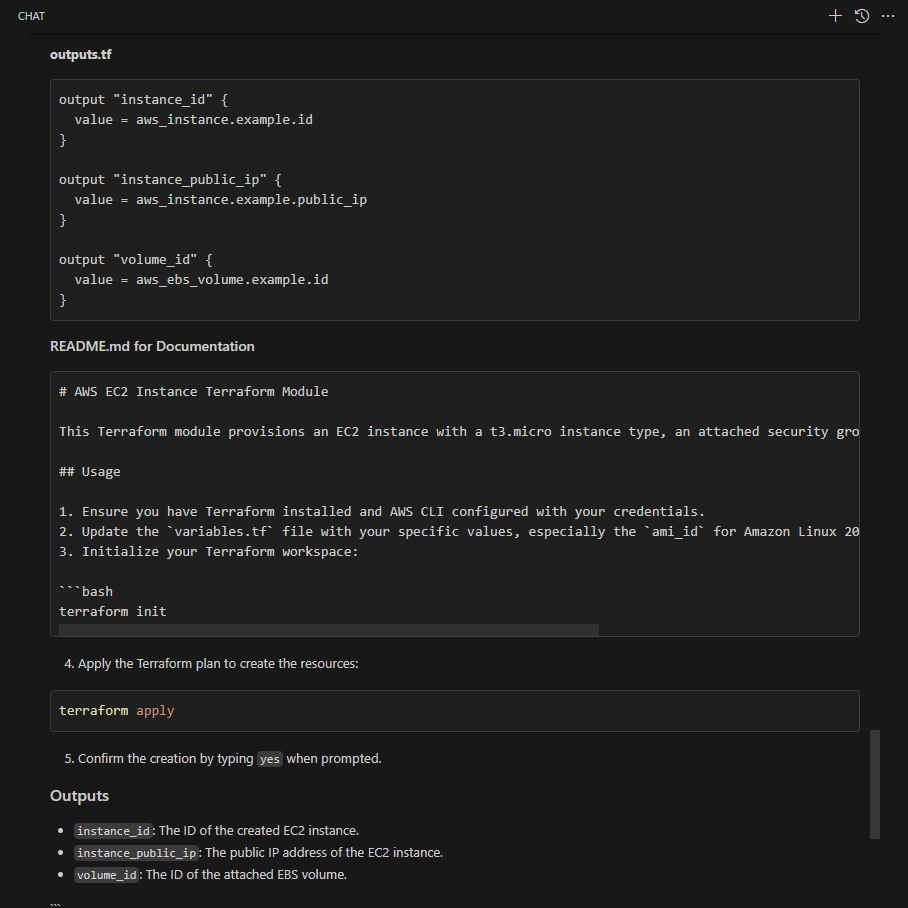 CHAT
outputs.tf
output "instance_id" {
  value = aws_instance.example.id
}
output "instance_public_ip" {
  value = aws_instance.example.public_ip
}
output "volume_id" {
  value = aws_ebs_volume.example.id
}
README.md for Documentation
# AWS EC2 Instance Terraform Module
This Terraform module provisions an EC2 instance with a t3.micro instance type, an attached security gro
## Usage
1. Ensure you have Terraform installed and AWS CLI configured with your credentials.
2. Update the `variables.tf` file with your specific values, especially the `ami_id` for Amazon Linux 20
3. Initialize your Terraform workspace:
```bash
terraform init
4. Apply the Terraform plan to create the resources:
terraform apply
5. Confirm the creation by typing yes when prompted.
Outputs
• instance_id: The ID of the created EC2 instance.
• instance_public_ip: The public IP address of the EC2 instance.
• volume_id: The ID of the attached EBS volume.
```